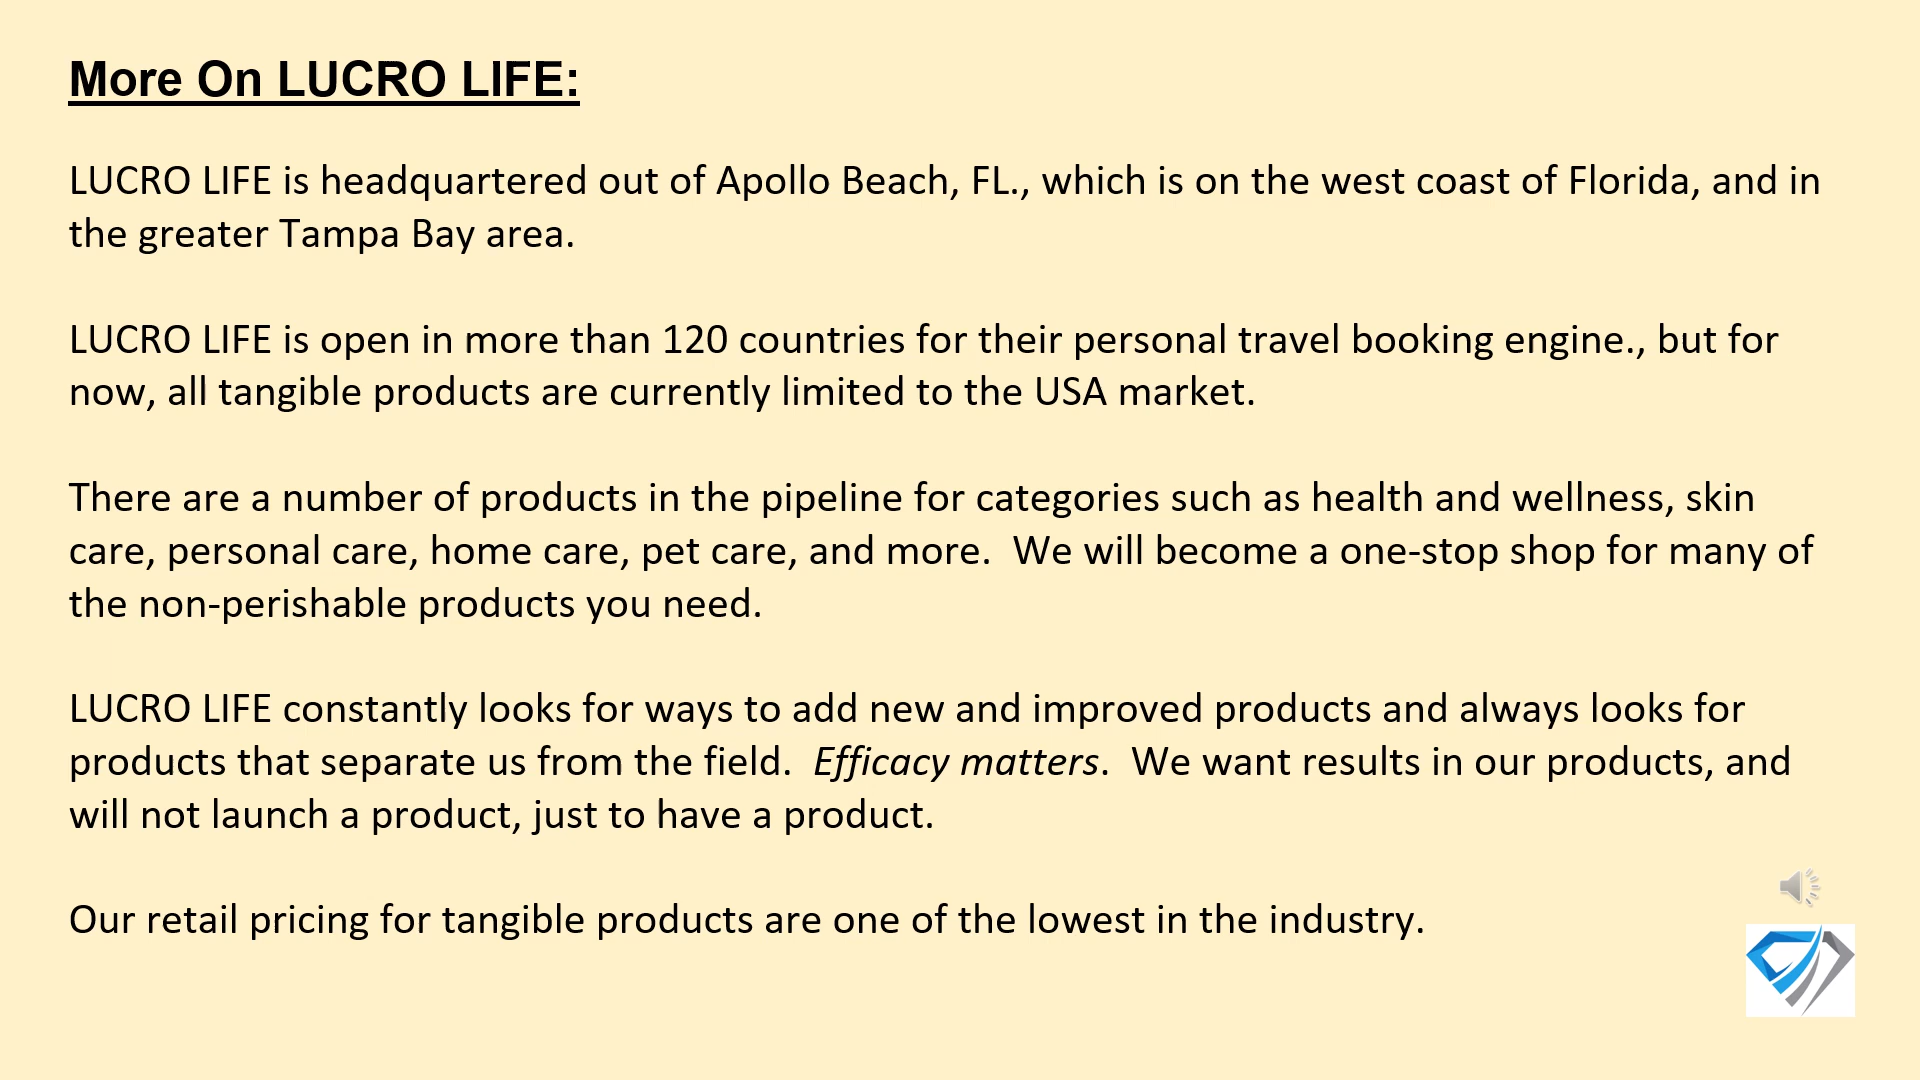 More On LUCRO LIFE:
LUCRO LIFE is headquartered out of Apollo Beach, FL., which is on the west coast of Florida, and in
the greater Tampa Bay area.
LUCRO LIFE is open in more than 120 countries for their personal travel booking engine., but for
now, all tangible products are currently limited to the USA market.
There are a number of products in the pipeline for categories such as health and wellness, skin
care, personal care, home care, pet care, and more.  We will become a one-stop shop for many of
the non-perishable products you need.
LUCRO LIFE constantly looks for ways to add new and improved products and always looks for
products that separate us from the field.  Efficacy matters.  We want results in our products, and
will not launch a product, just to have a product.
Our retail pricing for tangible products are one of the lowest in the industry.